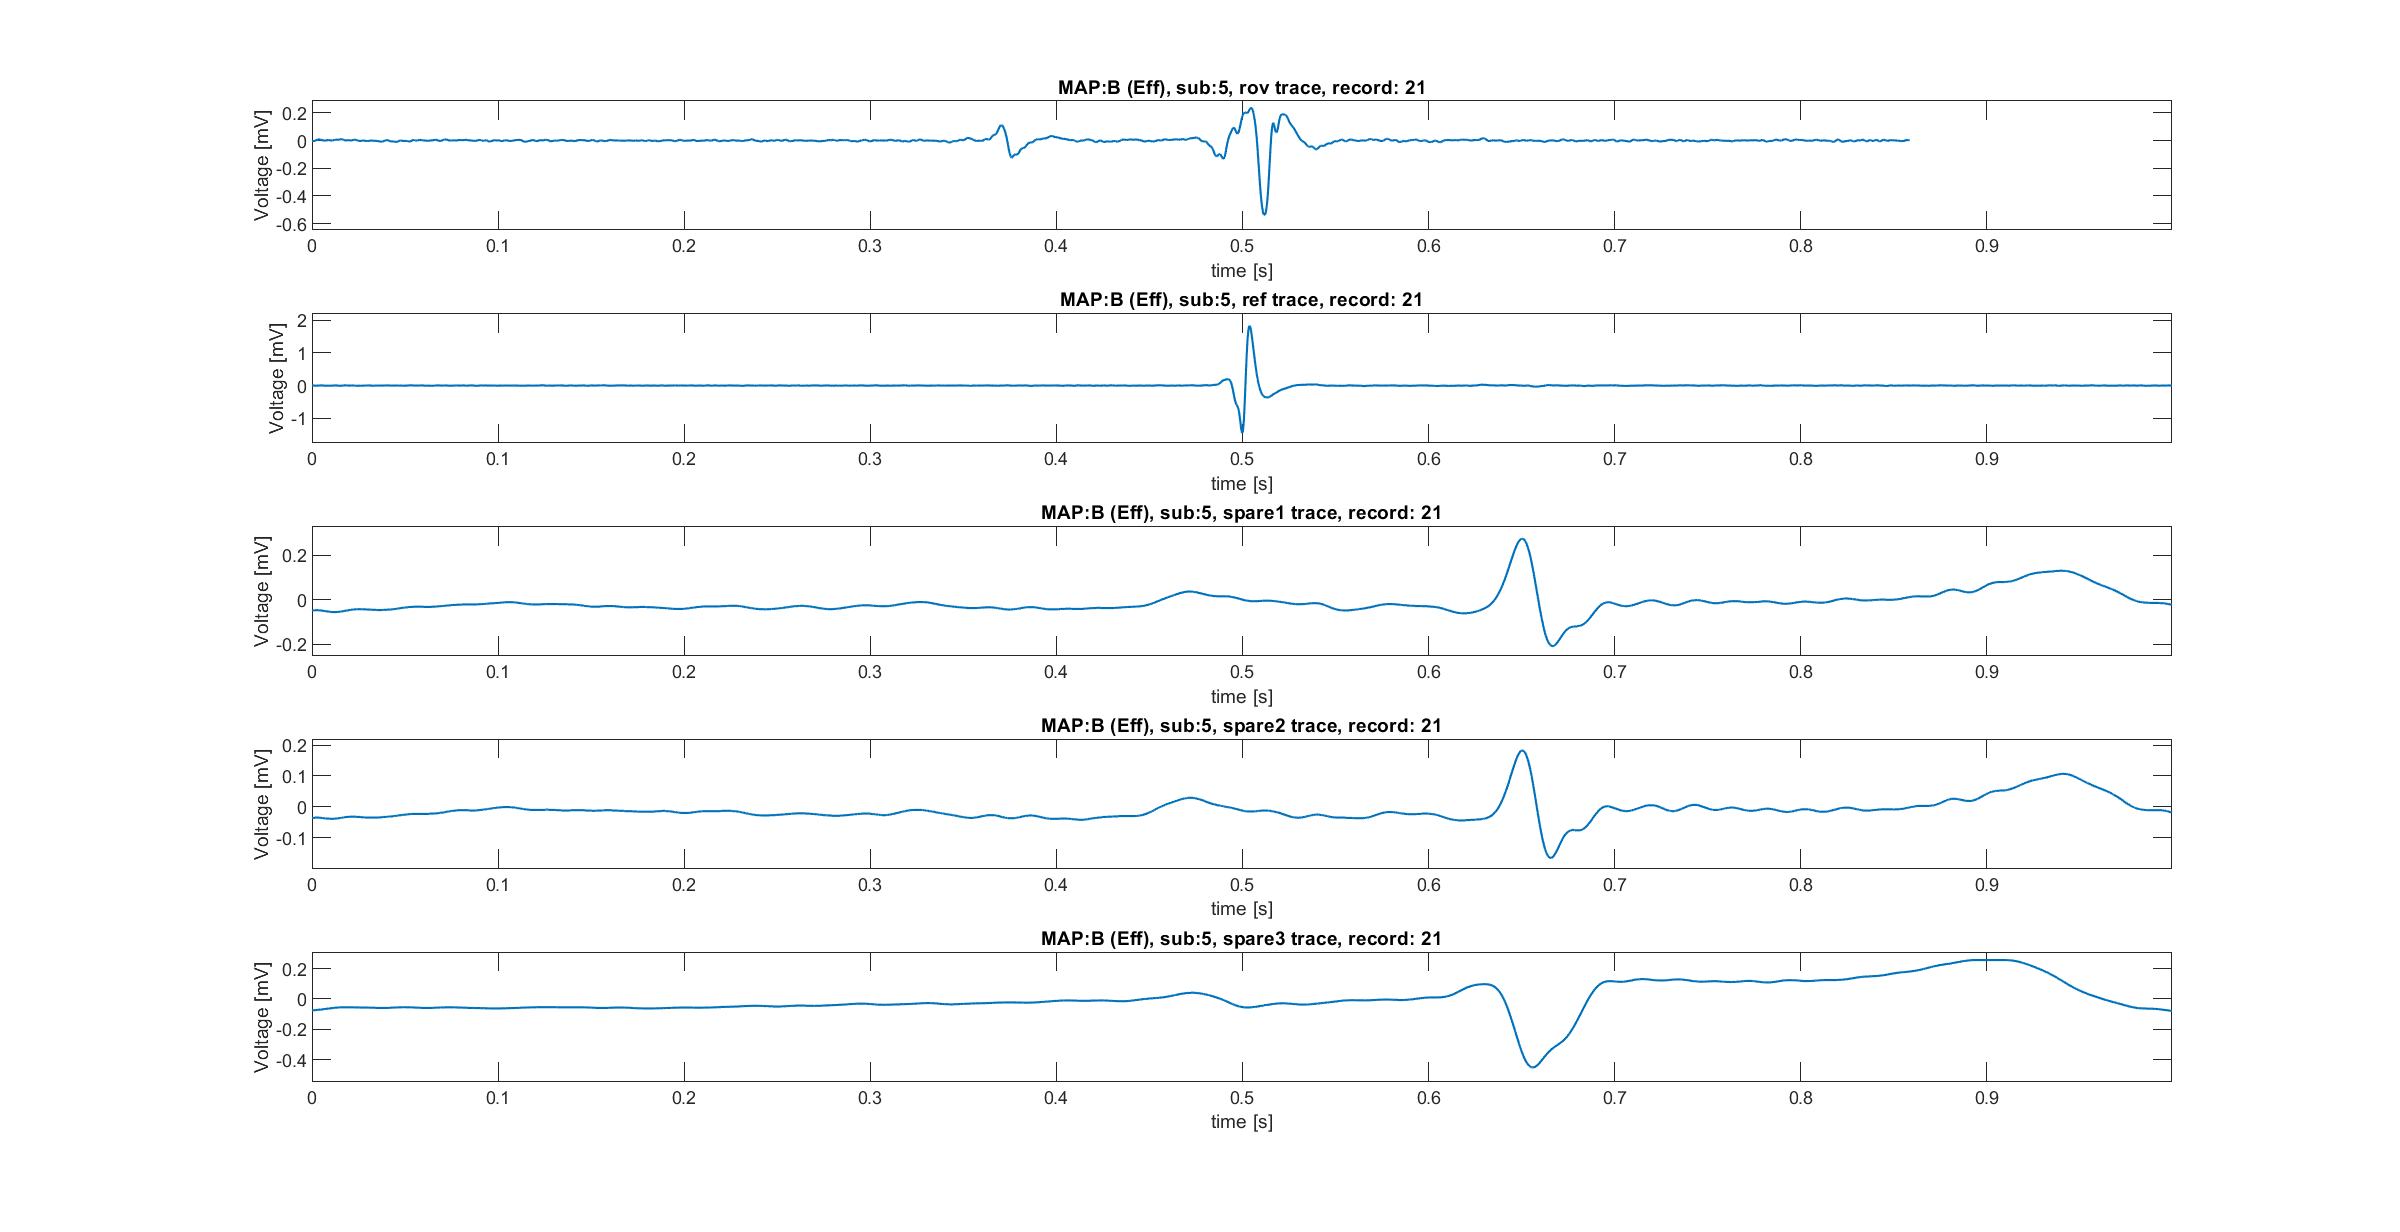 MAP:B (Eff), sub:5, rov trace, record: 21
Voltage [mV]
0.2
0
-0.2
-0.4
-0.6
0 0.1 0.2 0.3 0.4 0.5 0.6 0.7 0.8 0.9
time [s]
MAP:B (Eff), sub:5, ref trace, record: 21
Voltage [mV]
2
1
0
-1
0 0.1 0.2 0.3 0.4 0.5 0.6 0.7 0.8 0.9
time [s]
MAP:B (Eff), sub:5, spare1 trace, record: 21
Voltage [mV]
0.2
0
-0.2
0 0.1 0.2 0.3 0.4 0.5 0.6 0.7 0.8 0.9
time [s]
MAP:B (Eff), sub:5, spare2 trace, record: 21
Voltage [mV]
0.2
0.1
0
-0.1
0 0.1 0.2 0.3 0.4 0.5 0.6 0.7 0.8 0.9
time [s]
MAP:B (Eff), sub:5, spare3 trace, record: 21
Voltage [mV]
0.2
0
-0.2
-0.4
0 0.1 0.2 0.3 0.4 0.5 0.6 0.7 0.8 0.9
time [s]